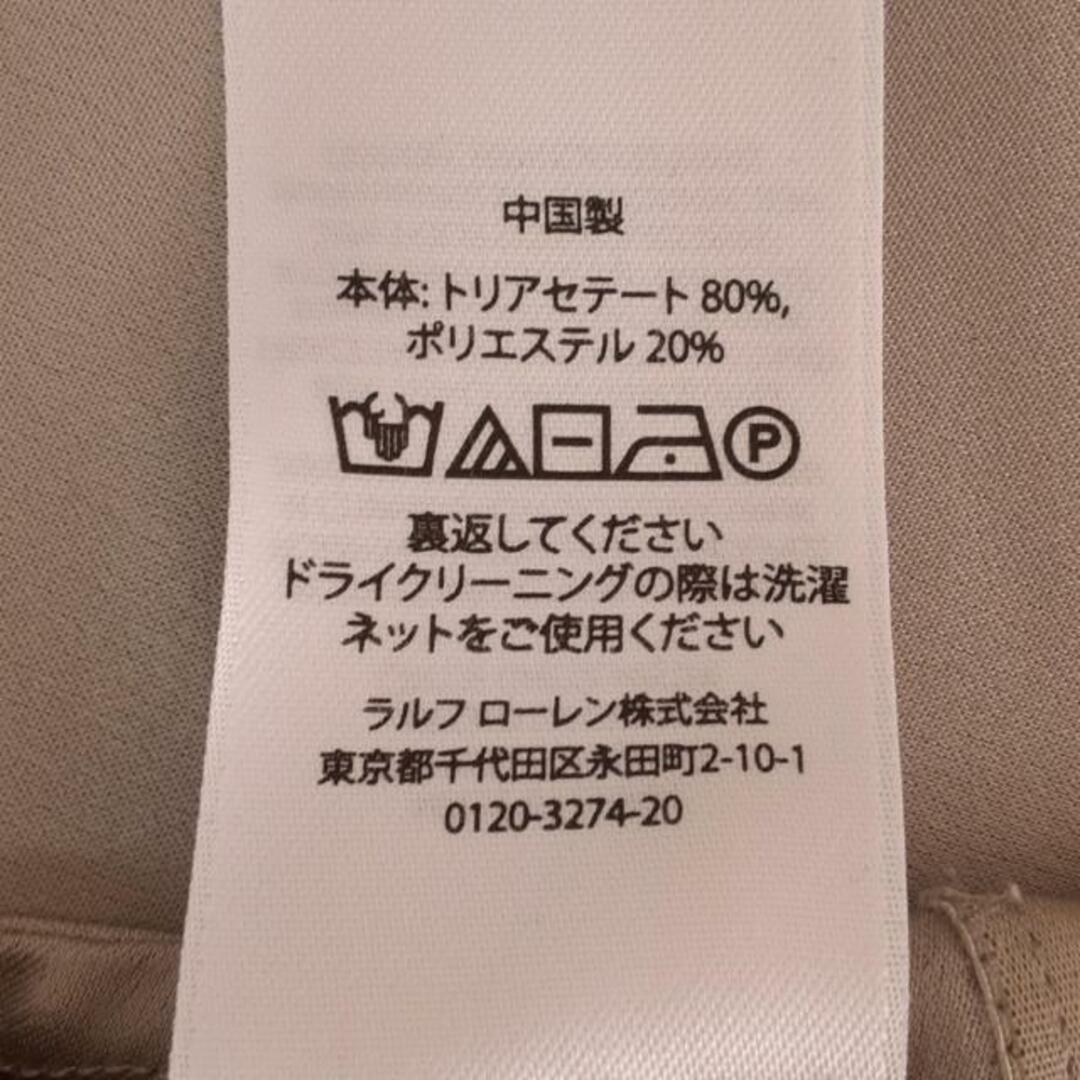 中国製
本体: トリアセテート 80%,
ポリエステル 20%
P
裏返してください
ドライクリーニングの際は洗濯
ネットをご使用ください
ラルフ ローレン株式会社
東京都千代田区永田町2-10-1
0120-3274-20